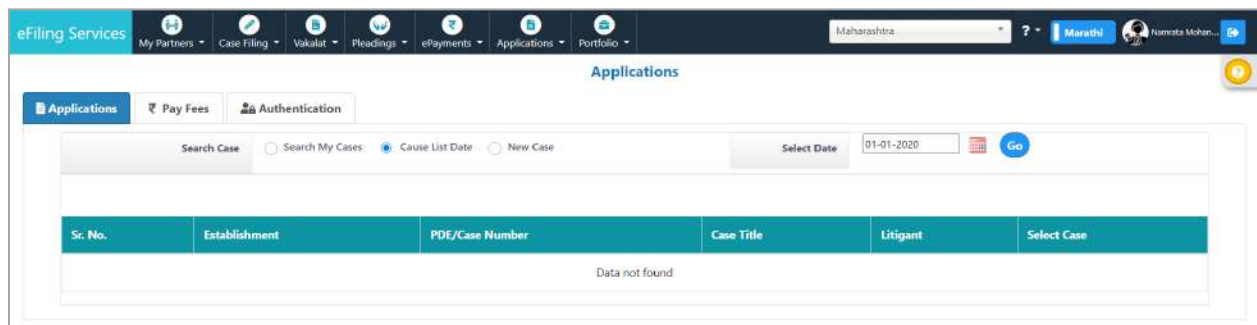 eFiling Services
My Partners Case Filing Vakalat Pleadings ePayments Applications Portfolio
Maharashtra
? Marathi Namrata Mohan...
Applications
Applications ₹ Pay Fees Authentication
Search Case Search My Cases Cause List Date New Case Select Date 01-01-2020 Go
Sr. No. Establishment PDE/Case Number Case Title Litigant Select Case
Data not found